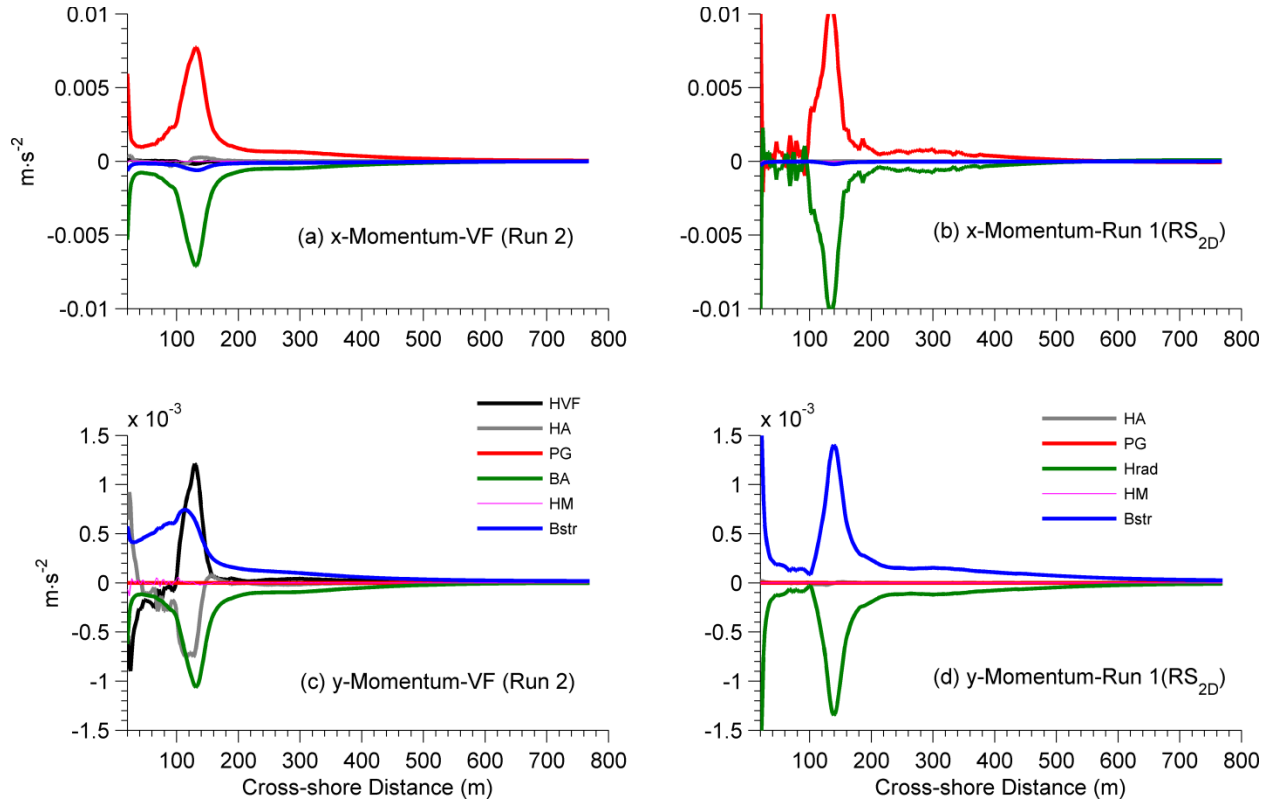 0.01
0.005
0
-0.005
-0.01
m·s⁻²
(a) x-Momentum-VF (Run 2)
100 200 300 400 500 600 700 800
0.01
0.005
0
-0.005
-0.01
(b) x-Momentum-Run 1(RS₂D)
100 200 300 400 500 600 700 800
x 10⁻³
1.5
1
0.5
0
-0.5
-1
-1.5
m·s⁻²
HVF
HA
PG
BA
HM
Bstr
(c) y-Momentum-VF (Run 2)
100 200 300 400 500 600 700 800
Cross-shore Distance (m)
x 10⁻³
1.5
1
0.5
0
-0.5
-1
-1.5
HA
PG
Hrad
HM
Bstr
(d) y-Momentum-Run 1(RS₂D)
100 200 300 400 500 600 700 800
Cross-shore Distance (m)